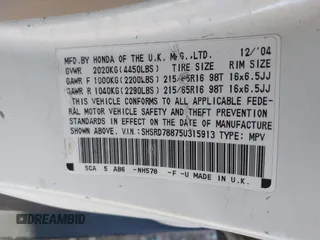 MFD.BY HONDA OF THE U.K. MFG.,LTD. 12/'04
GVWR 2020KG(4450LBS) TIRE SIZE RIM SIZE
GAWR F 1000KG(2200LBS) 215/65R16 98T 16x6.5JJ
GAWR R 1040KG(2290LBS) 215/65R16 98T 16x6.5JJ
THIS VEHICLE CONFORMS TO ALL APPLICABLE FEDE-
RAL MOTOR VEHICLE SAFETY AND THEFT PREVENTION
STANDARDS IN EFFECT ON THE DATE OF MANUFACTURE
SHOWN ABOVE. V.I.N:SHSRD78875U315913 TYPE: MPV
SCA 5 AB6 -NH578 -F -U MADE IN U.K.
DREAMBID